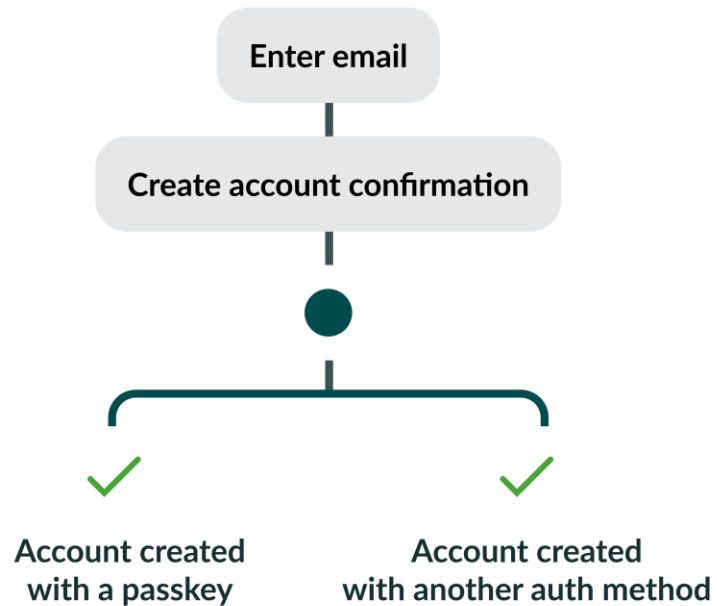 Enter email
Create account confirmation
Account created
with a passkey
Account created
with another auth method